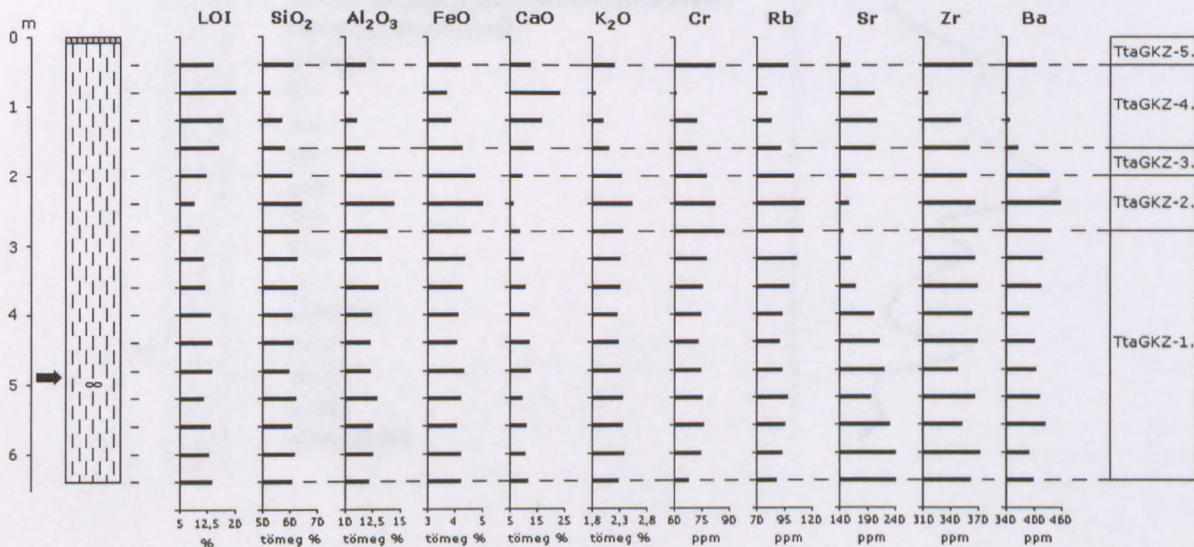 m LOI SiO₂ Al₂O₃ FeO CaO K₂O Cr Rb Sr Zr Ba
0
TtaGKZ-5.
1
TtaGKZ-4.
2
TtaGKZ-3.
TtaGKZ-2.
3
4
TtaGKZ-1.
5
6
5 12,5 20 50 60 70 10 12,5 15 3 4 5 5 15 25 1,8 2,3 2,8 60 75 90 70 95 120 140 190 240 310 340 370 340 400 460
% tömeg % tömeg % tömeg % tömeg % tömeg % ppm ppm ppm ppm ppm